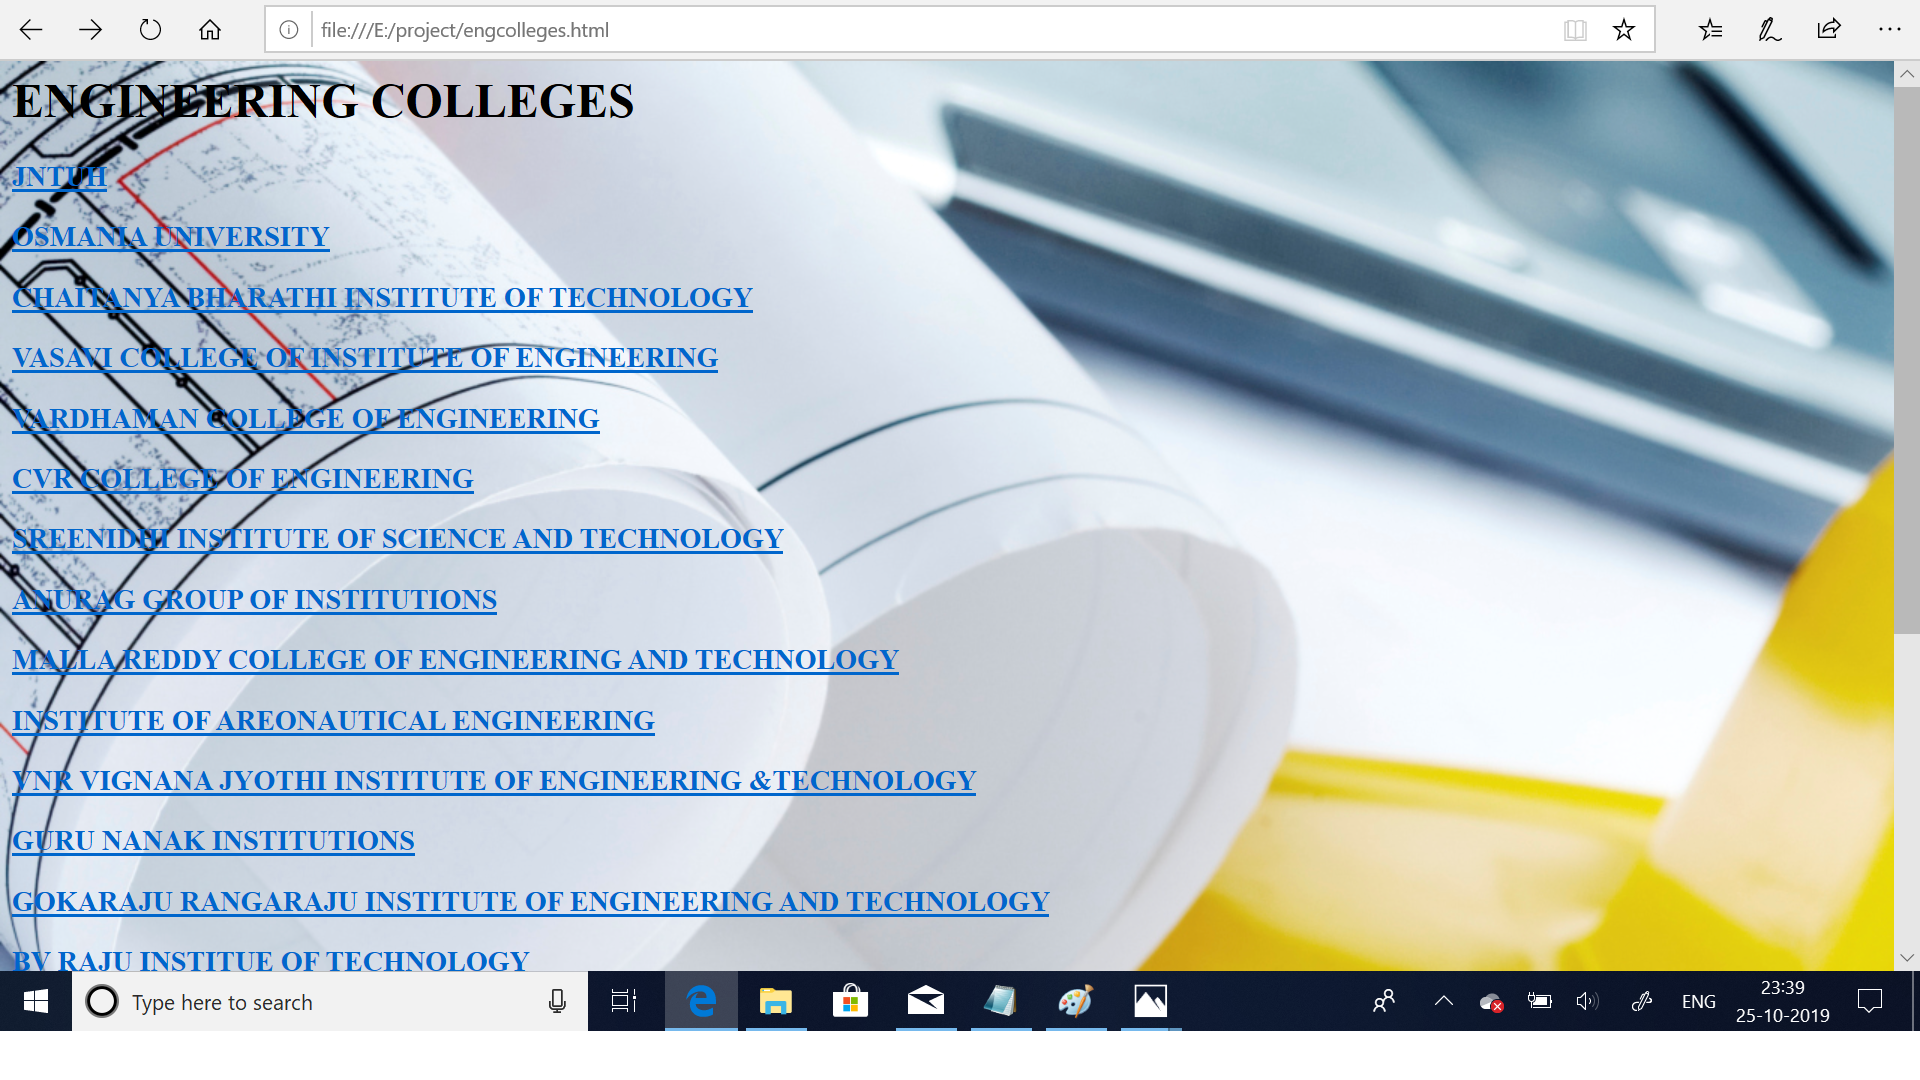 file:///E:/project/engcolleges.html
ENGINEERING COLLEGES
JNTUH
OSMANIA UNIVERSITY
CHAITANYA BHARATHI INSTITUTE OF TECHNOLOGY
VASAVI COLLEGE OF INSTITUTE OF ENGINEERING
VARDHAMAN COLLEGE OF ENGINEERING
CVR COLLEGE OF ENGINEERING
SREENIDHI INSTITUTE OF SCIENCE AND TECHNOLOGY
ANURAG GROUP OF INSTITUTIONS
MALLA REDDY COLLEGE OF ENGINEERING AND TECHNOLOGY
INSTITUTE OF AREONAUTICAL ENGINEERING
VNR VIGNANA JYOTHI INSTITUTE OF ENGINEERING &TECHNOLOGY
GURU NANAK INSTITUTIONS
GOKARAJU RANGARAJU INSTITUTE OF ENGINEERING AND TECHNOLOGY
BV RAJU INSTITUE OF TECHNOLOGY
Type here to search
ENG
23:39
25-10-2019